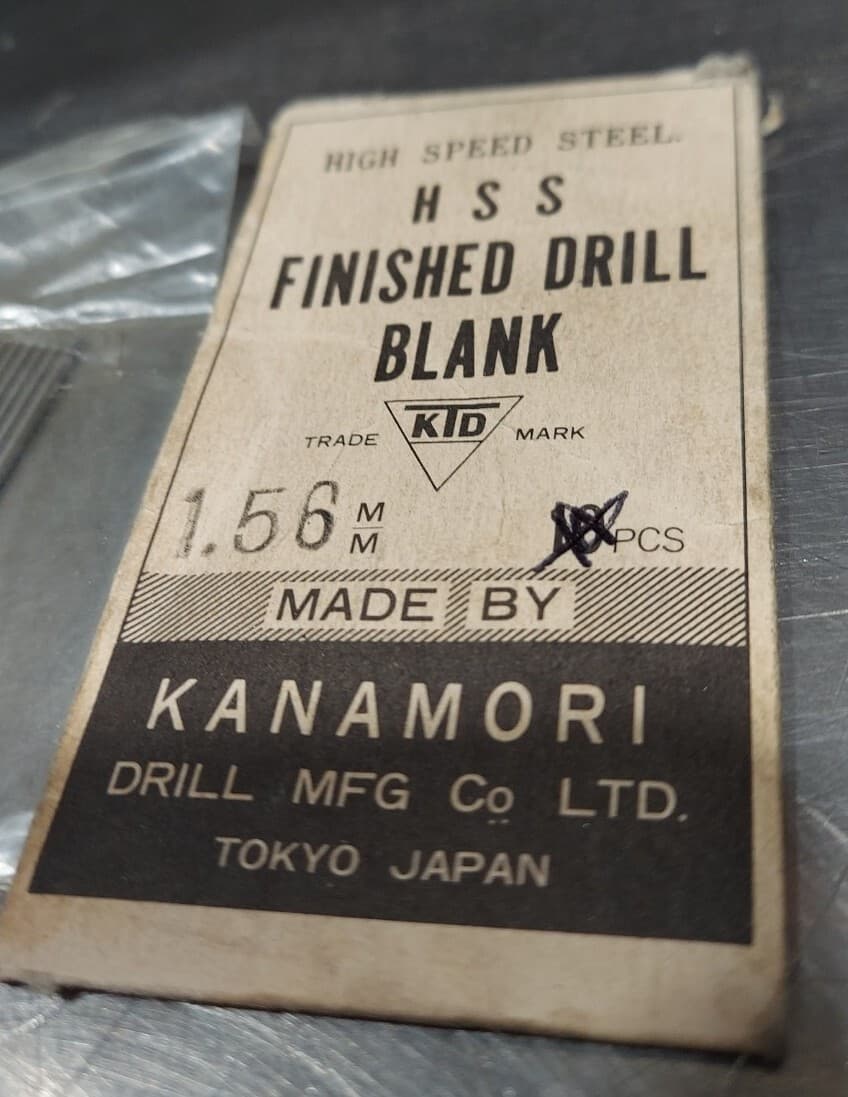 HIGH SPEED STEEL.
H S S
FINISHED DRILL
BLANK
TRADE KTD MARK
1.56 M/M PCS
MADE BY
KANAMORI
DRILL MFG Co LTD.
TOKYO JAPAN